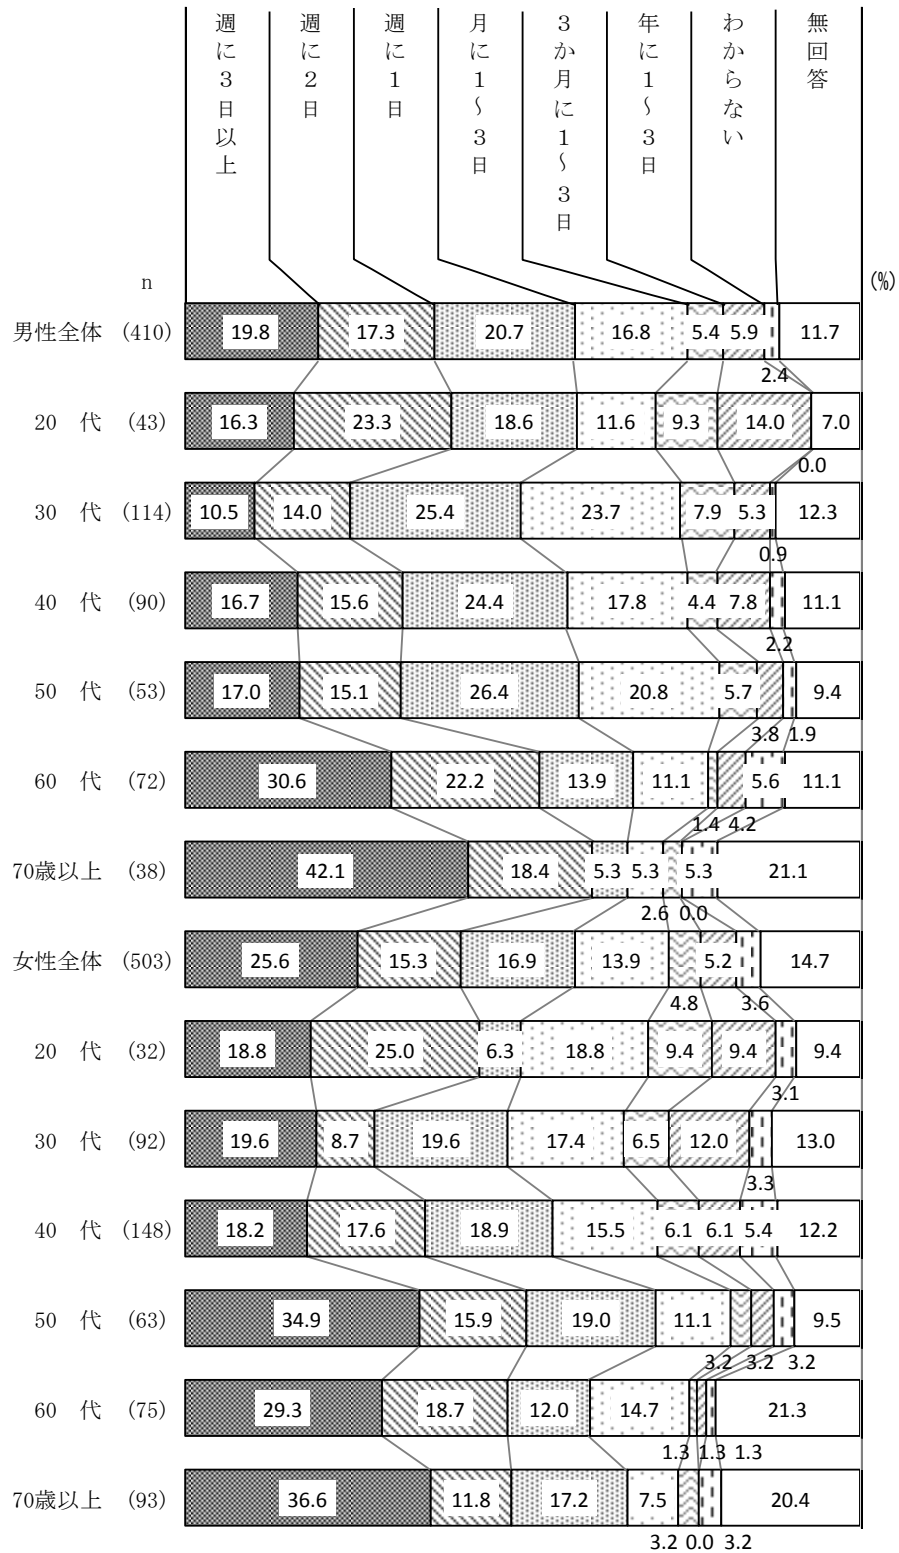 週に３日以上
週に２日
週に１日
月に１～３日
３か月に１～３日
年に１～３日
わからない
無回答
n
(%)
男性全体 (410) 19.8 17.3 20.7 16.8 5.4 5.9 11.7
2.4
20 代 (43) 16.3 23.3 18.6 11.6 9.3 14.0 7.0
0.0
30 代 (114) 10.5 14.0 25.4 23.7 7.9 5.3 12.3
0.9
40 代 (90) 16.7 15.6 24.4 17.8 4.4 7.8 11.1
2.2
50 代 (53) 17.0 15.1 26.4 20.8 5.7 9.4
3.8 1.9
60 代 (72) 30.6 22.2 13.9 11.1 5.6 11.1
1.4 4.2
70歳以上 (38) 42.1 18.4 5.3 5.3 5.3 21.1
2.6 0.0
女性全体 (503) 25.6 15.3 16.9 13.9 5.2 14.7
4.8 3.6
20 代 (32) 18.8 25.0 6.3 18.8 9.4 9.4 9.4
3.1
30 代 (92) 19.6 8.7 19.6 17.4 6.5 12.0 13.0
3.3
40 代 (148) 18.2 17.6 18.9 15.5 6.1 6.1 5.4 12.2
50 代 (63) 34.9 15.9 19.0 11.1 9.5
3.2 3.2 3.2
60 代 (75) 29.3 18.7 12.0 14.7 21.3
1.3 1.3 1.3
70歳以上 (93) 36.6 11.8 17.2 7.5 20.4
3.2 0.0 3.2